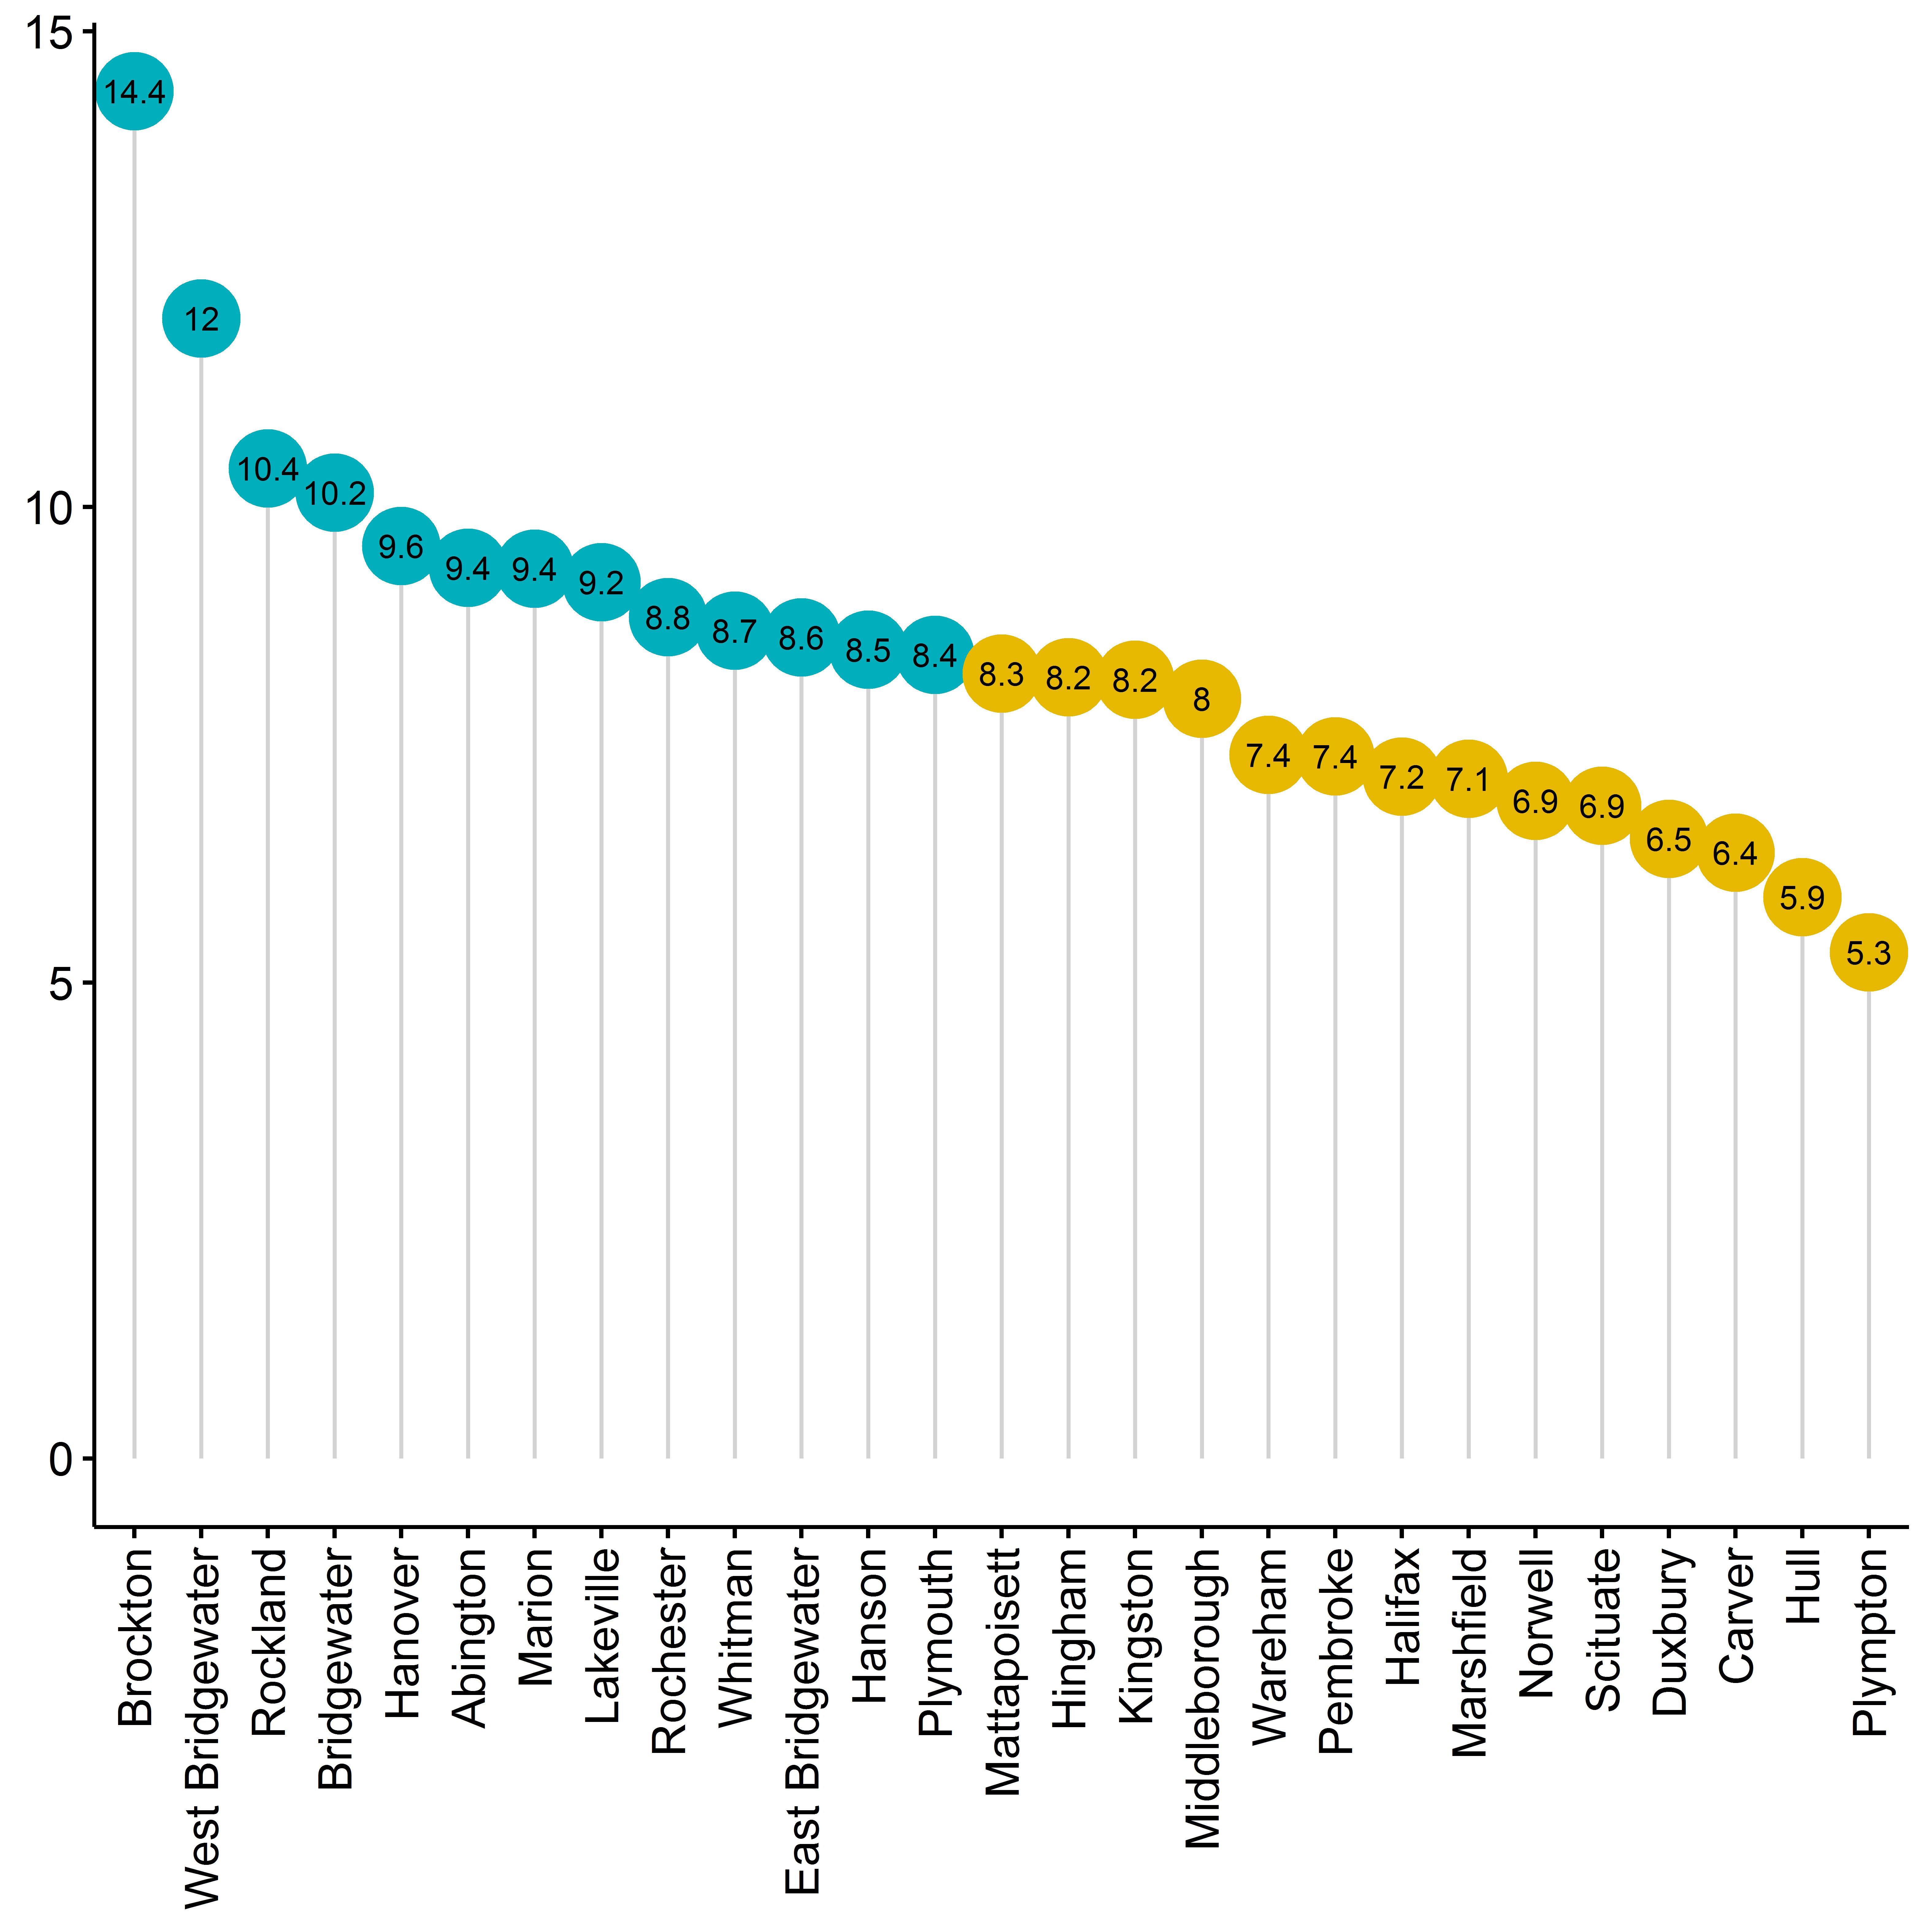 15
10
5
0
14.4
12
10.4
10.2
9.6
9.4
9.4
9.2
8.8
8.7
8.6
8.5
8.4
8.3
8.2
8.2
8
7.4
7.4
7.2
7.1
6.9
6.9
6.5
6.4
5.9
5.3
Brockton
West Bridgewater
Rockland
Bridgewater
Hanover
Abington
Marion
Lakeville
Rochester
Whitman
East Bridgewater
Hanson
Plymouth
Mattapoisett
Hingham
Kingston
Middleborough
Wareham
Pembroke
Halifax
Marshfield
Norwell
Scituate
Duxbury
Carver
Hull
Plympton